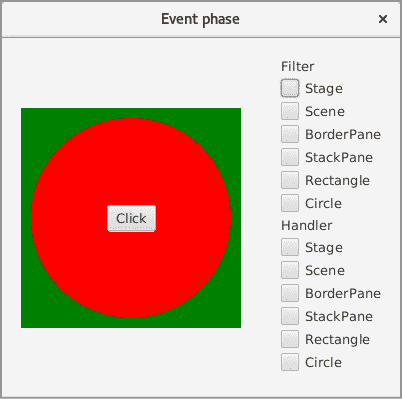 Event phase
Click
Filter
Stage
Scene
BorderPane
StackPane
Rectangle
Circle
Handler
Stage
Scene
BorderPane
StackPane
Rectangle
Circle